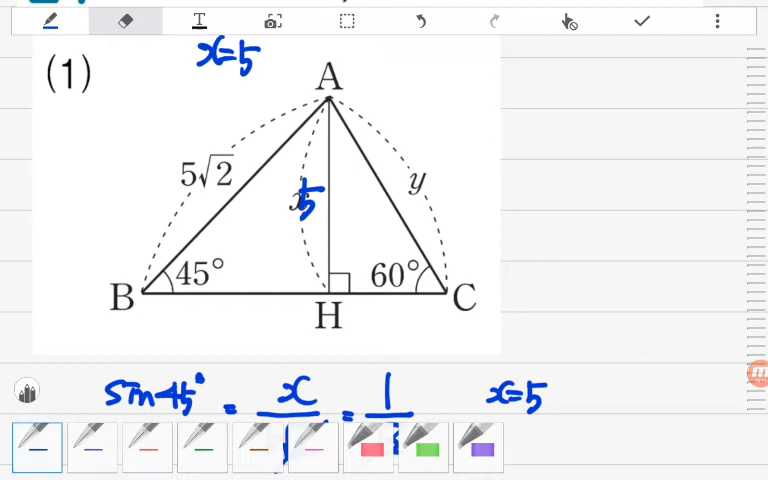 x=5
(1)
A
5√2
y
5
45°
60°
B
C
H
sin45° = x = 1
x=5